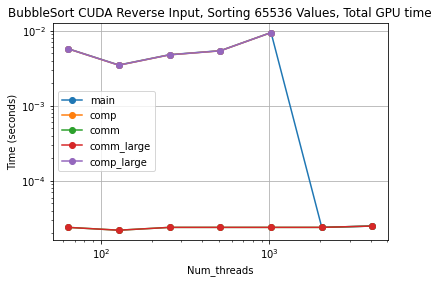 BubbleSort CUDA Reverse Input, Sorting 65536 Values, Total GPU time
10⁻²
10⁻³
10⁻⁴
Time (seconds)
main
comp
comm
comm_large
comp_large
10²
10³
Num_threads